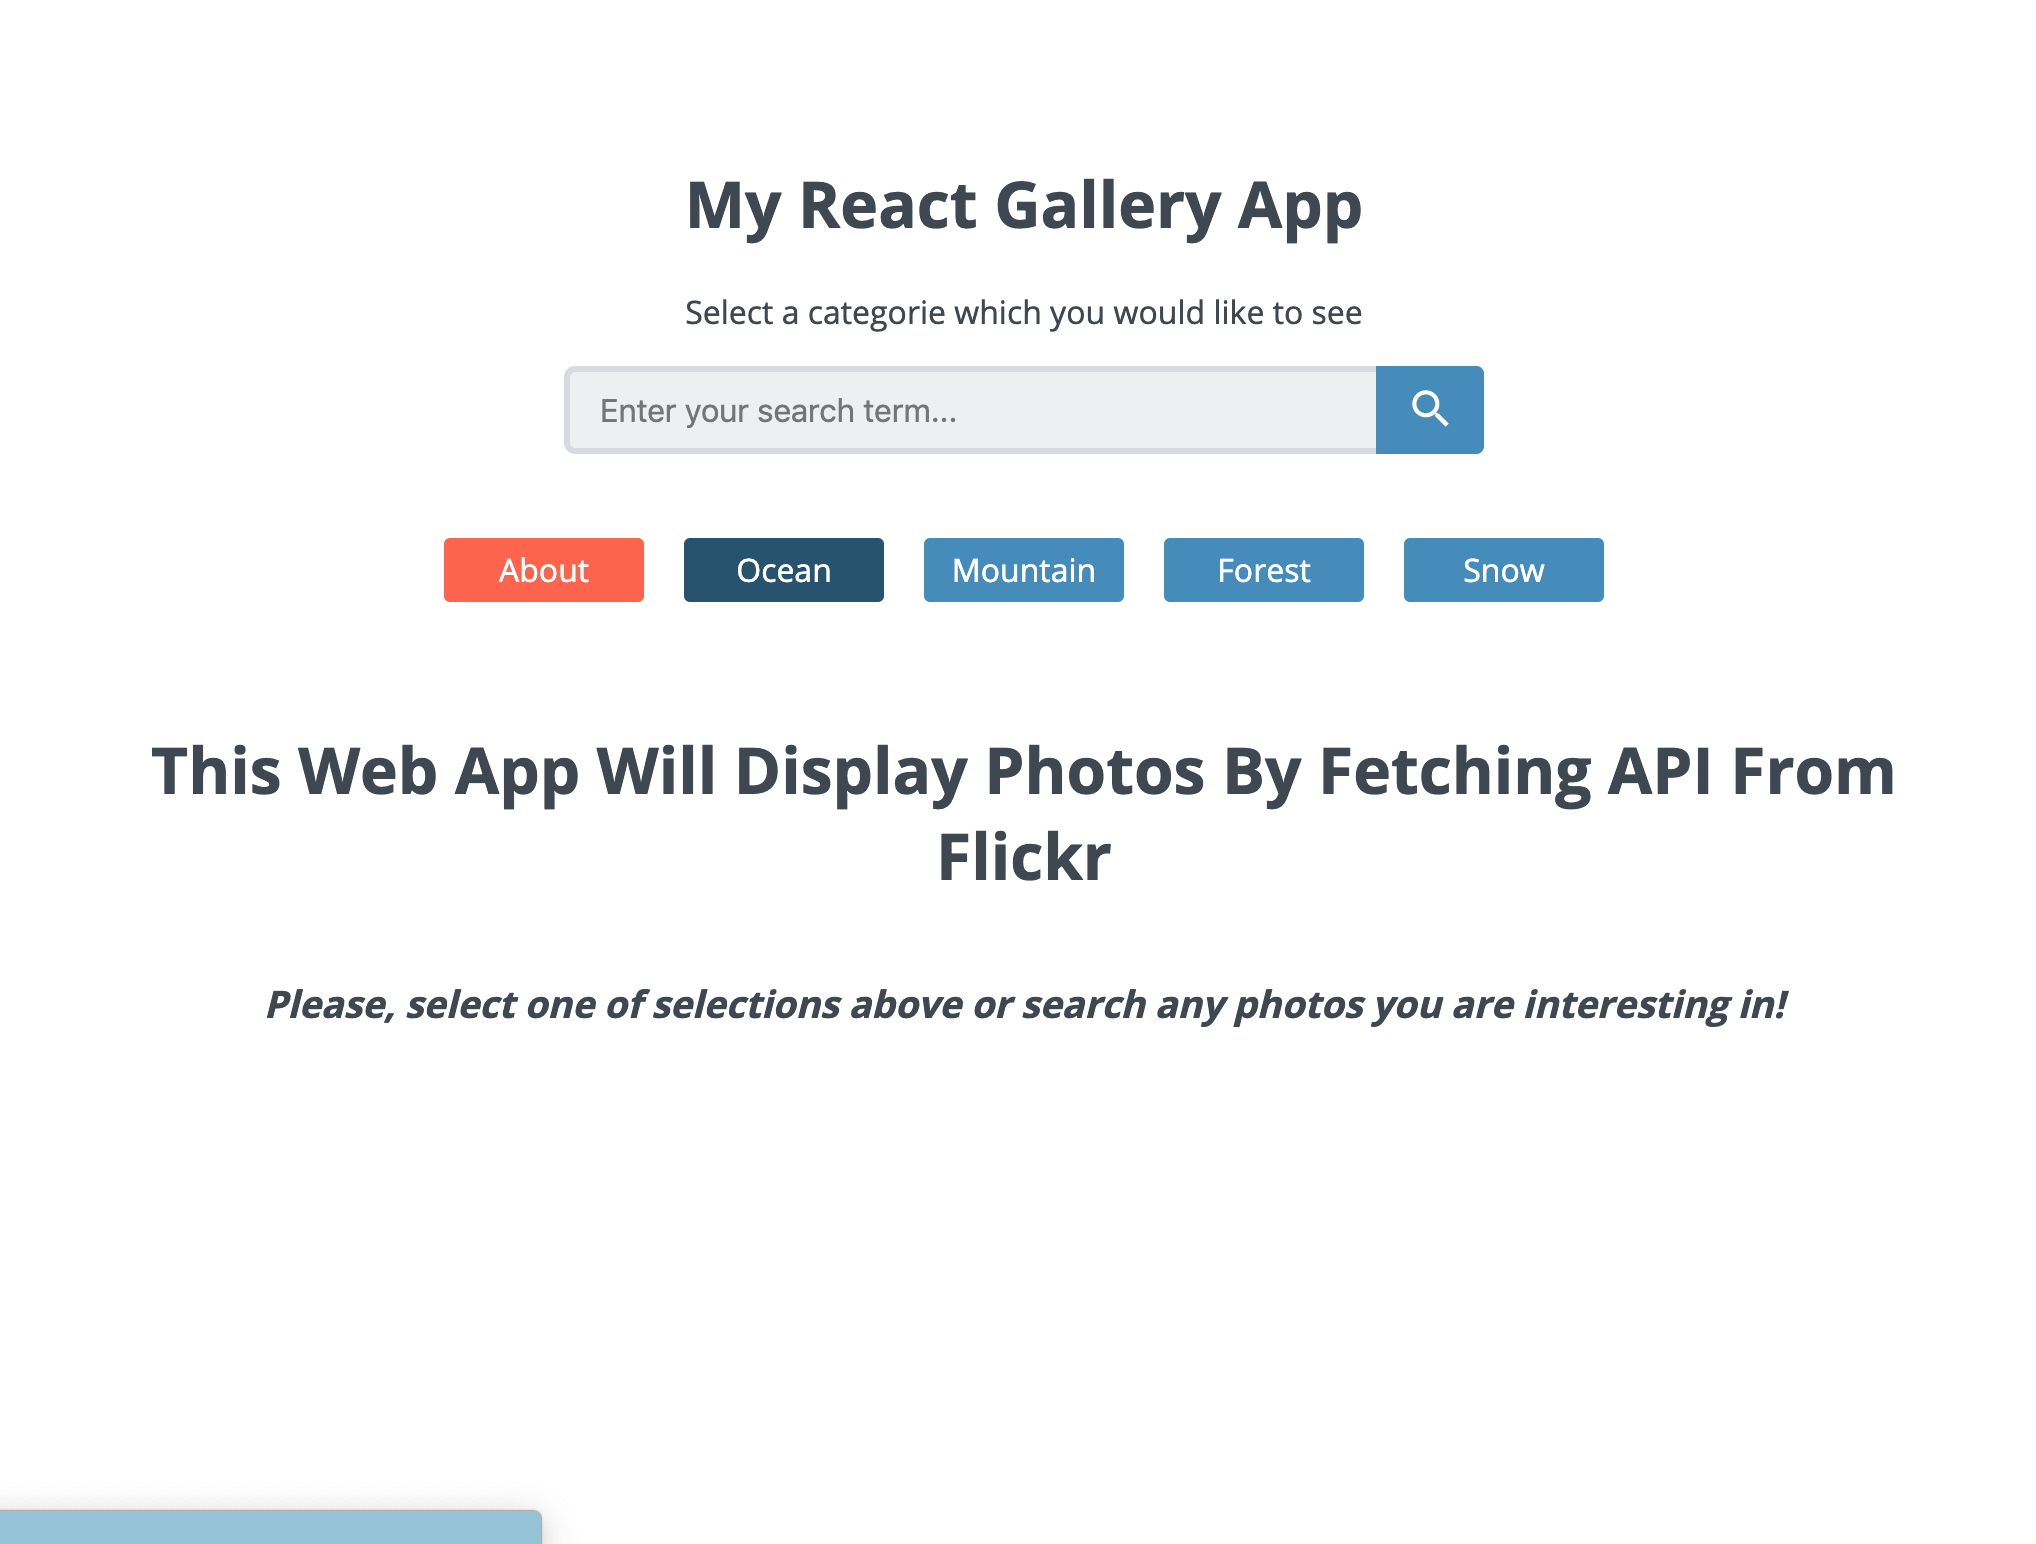 My React Gallery App
Select a categorie which you would like to see
Enter your search term...
About Ocean Mountain Forest Snow
This Web App Will Display Photos By Fetching API From
Flickr
Please, select one of selections above or search any photos you are interesting in!